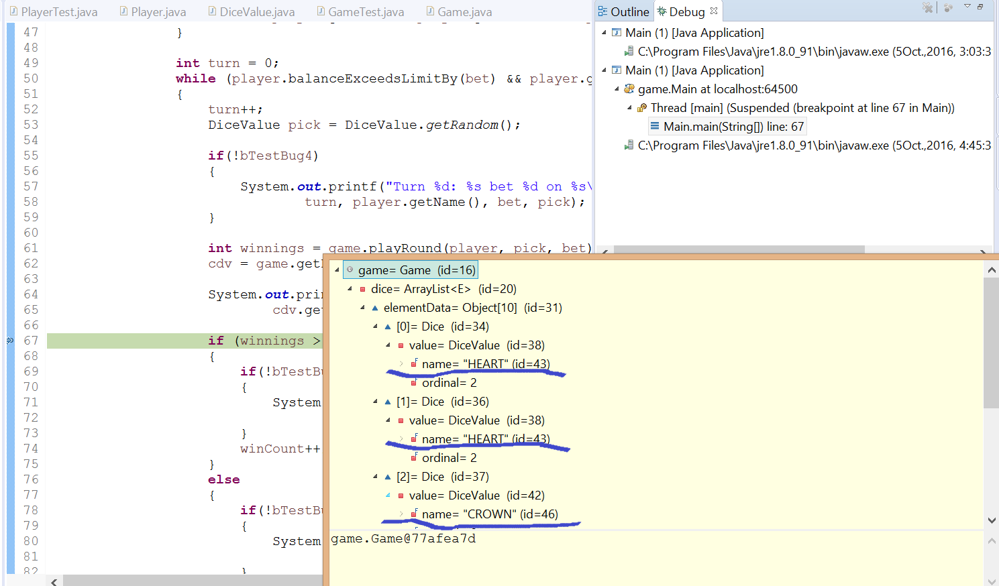 PlayerTest.java Player.java DiceValue.java GameTest.java Game.java
47 }
48
49 int turn = 0;
50 while (player.balanceExceedsLimitBy(bet) && player.g
51 {
52 turn++;
53 DiceValue pick = DiceValue.getRandom();
54
55 if(!bTestBug4)
56 {
57 System.out.printf("Turn %d: %s bet %d on %s\
58 turn, player.getName(), bet, pick);
59 }
60
61 int winnings = game.playRound(player, pick, bet)
62 cdv = game.get
63
64 System.out.prin
65 cdv.get
66
67 if (winnings >
68 {
69 if(!bTestBu
70 {
71 System
72
73 }
74 winCount++
75 }
76 else
77 {
78 if(!bTestBu
79 {
80 System
81
82 }
Outline Debug
Main (1) [Java Application]
C:\Program Files\Java\jre1.8.0_91\bin\javaw.exe (5Oct.,2016, 3:03:3
Main (1) [Java Application]
game.Main at localhost:64500
Thread [main] (Suspended (breakpoint at line 67 in Main))
Main.main(String[]) line: 67
C:\Program Files\Java\jre1.8.0_91\bin\javaw.exe (5Oct.,2016, 4:45:3
game= Game (id=16)
dice= ArrayList<E> (id=20)
elementData= Object[10] (id=31)
[0]= Dice (id=34)
value= DiceValue (id=38)
name= "HEART" (id=43)
ordinal= 2
[1]= Dice (id=36)
value= DiceValue (id=38)
name= "HEART" (id=43)
ordinal= 2
[2]= Dice (id=37)
value= DiceValue (id=42)
name= "CROWN" (id=46)
game.Game@77afea7d